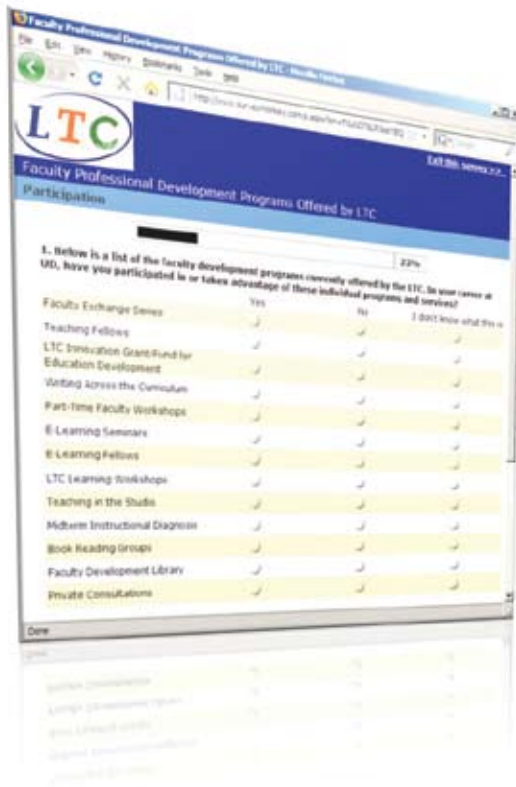 Faculty Professional Development Programs Offered by LTC - Mozilla Firefox
File Edit View History Bookmarks Tools Help
LTC
Exit this survey >>
Faculty Professional Development Programs Offered by LTC
Participation
22%
1. Below is a list of the faculty development programs currently offered by the LTC. In your career at
UD, have you participated in or taken advantage of these individual programs and services?
Yes No I don't know what this is
Faculty Exchange Series
Teaching Fellows
LTC Innovation Grant/Fund for
Education Development
Writing Across the Curriculum
Part-Time Faculty Workshops
E-Learning Seminars
E-Learning Fellows
LTC Learning Workshops
Teaching in the Studio
Midterm Instructional Diagnosis
Book Reading Groups
Faculty Development Library
Private Consultations
Done